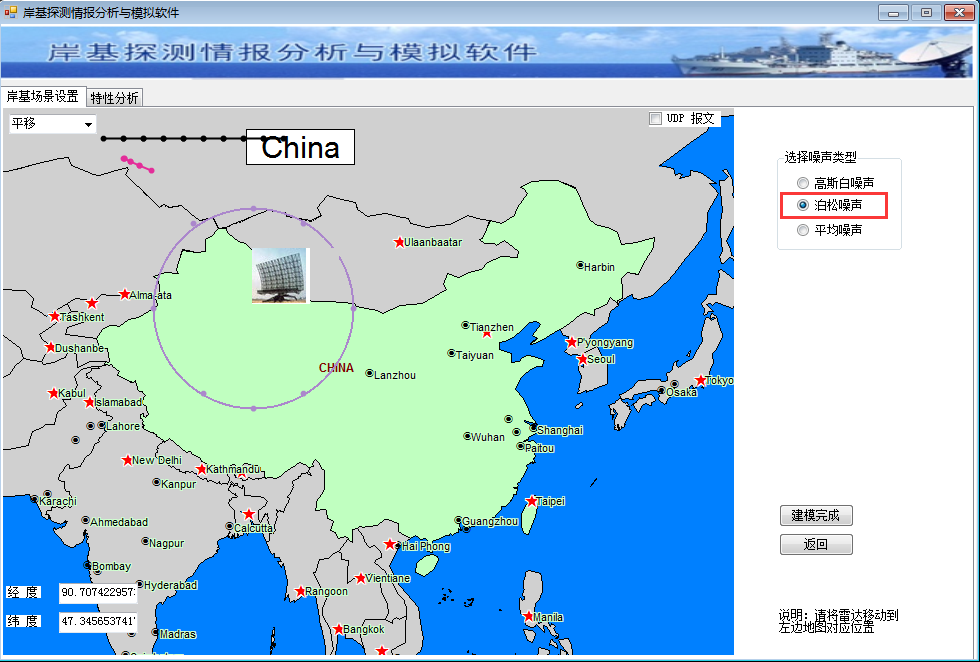 岸基探测情报分析与模拟软件
岸基探测情报分析与模拟软件
岸基场景设置 特性分析
平移
UDP 报文
China
选择噪声类型
高斯白噪声
泊松噪声
平均噪声
Ulaanbaatar
Harbin
Alma-ata
Tashkent
Tianzhen
Pyongyang
Dushanbe
Taiyuan
Seoul
CHINA
Lanzhou
Tokyo
Kabul
Osaka
Islamabad
Lahore
Shanghai
Wuhan
Paitou
New Delhi
Kathmandu
Kanpur
Karachi
Taipei
Ahmedabad
Guangzhou
Calcutta
建模完成
Nagpur
Hai Phong
返回
Bombay
Vientiane
Hyderabad
经 度 90.707422957
Rangoon
说明：请将雷达移动到
左边地图对应位置
Manila
纬 度 47.345653741
Bangkok
Madras